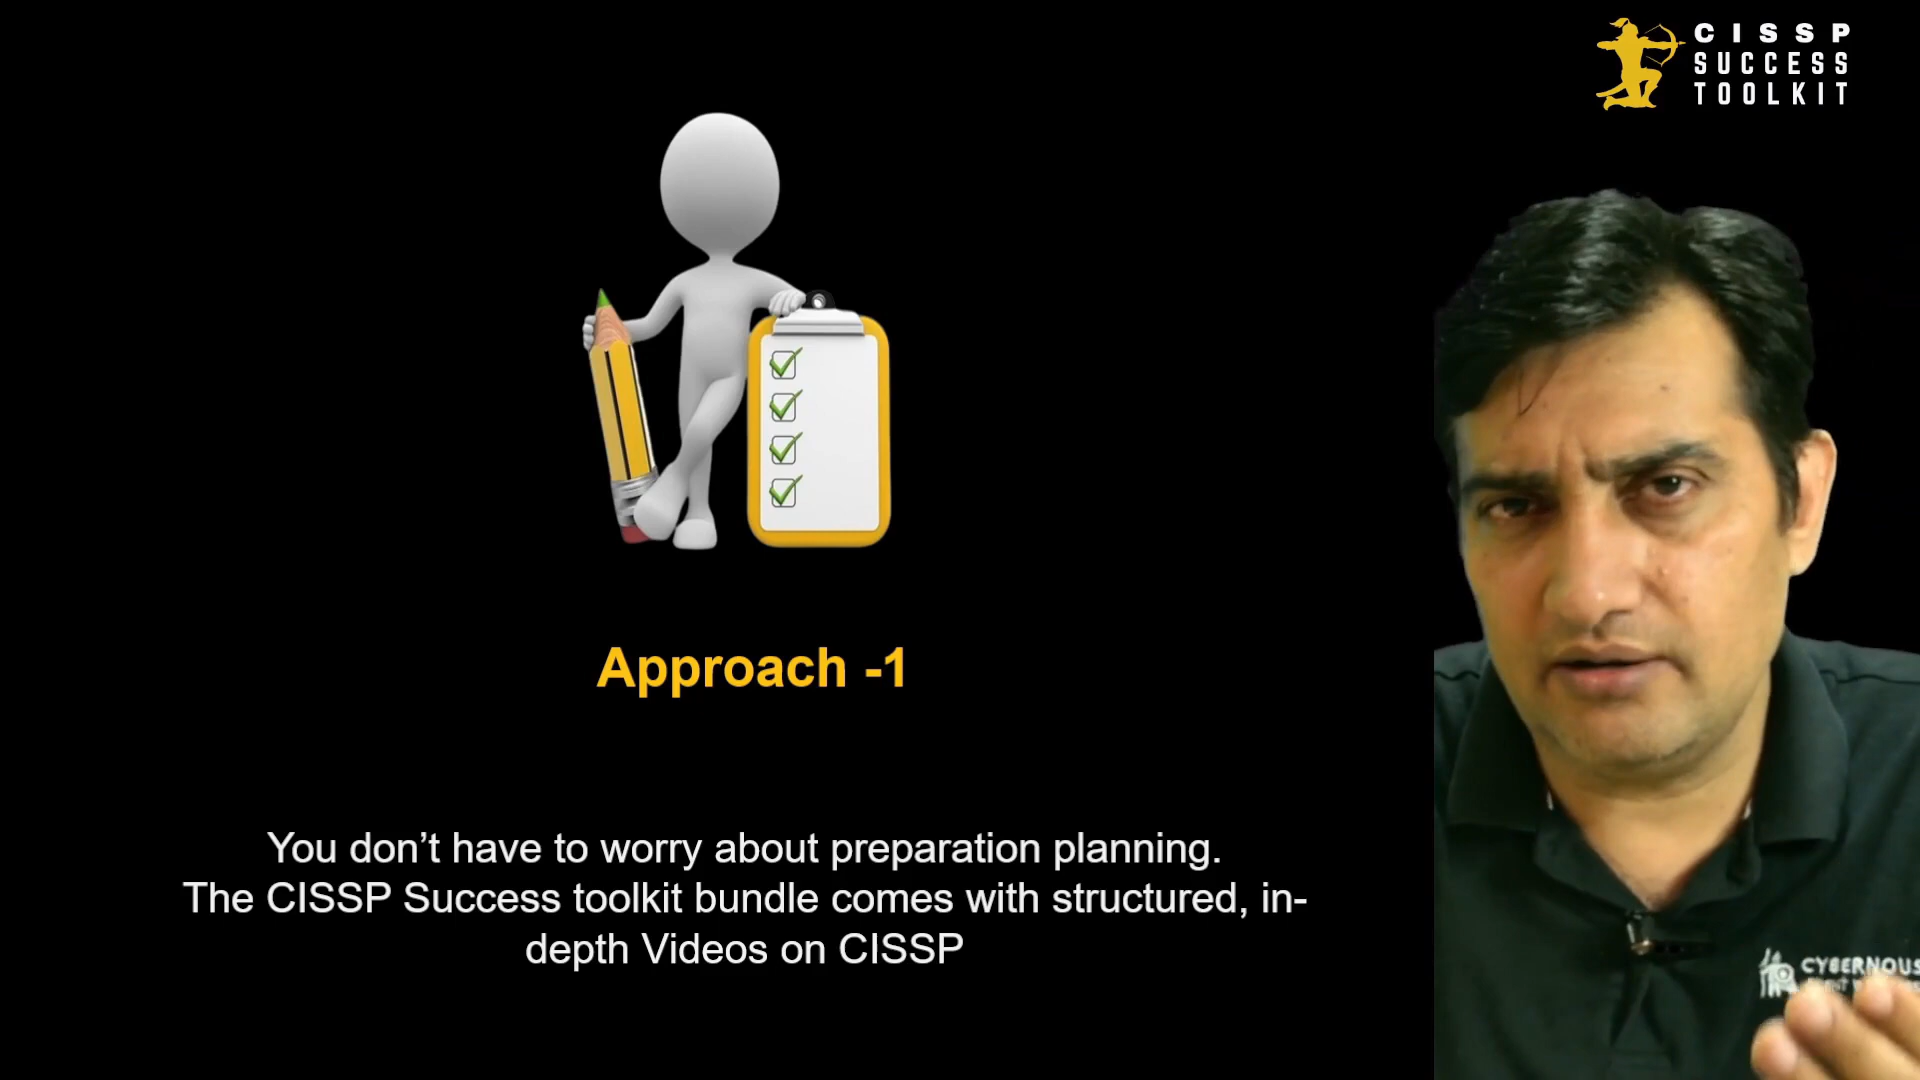 CISSP
SUCCESS
TOOLKIT
Approach -1
You don’t have to worry about preparation planning.
The CISSP Success toolkit bundle comes with structured, in-
depth Videos on CISSP
CYBERNOUS